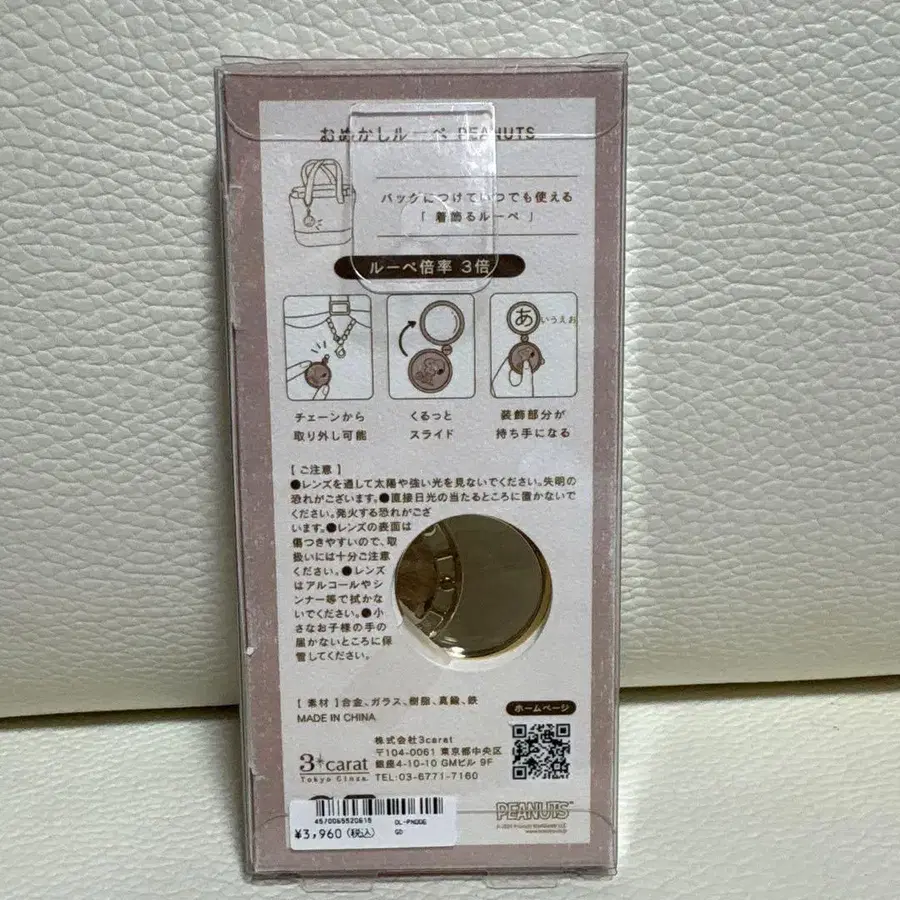 おめかしルーペ PEANUTS
バッグにつけていつでも使える
「 着飾るルーペ 」
ルーペ倍率 3倍
あいうえお
チェーンから
取り外し可能
くるっと
スライド
装飾部分が
持ち手になる
【 ご注意 】
●レンズを通して太陽や強い光を見ないでください。失明の
恐れがございます。●直接日光の当たるところに置かないで
ください。発火する恐れがござ
います。●レンズの表面は
傷つきやすいので、取
扱いには十分ご注意
ください。●レンズ
はアルコールやシ
ンナー等で拭かな
いでください。●小
さなお子様の手の
届かないところに保
管してください。
【 素材 】合金、ガラス、樹脂、真鍮、鉄
MADE IN CHINA
ホームページ
3carat
Tokyo Ginza
株式会社3carat
〒104-0061 東京都中央区
銀座4-10-10 GMビル 9F
TEL:03-6771-7160
4570065520618
OL-PN006
¥3,960(税込)
GD
PEANUTS